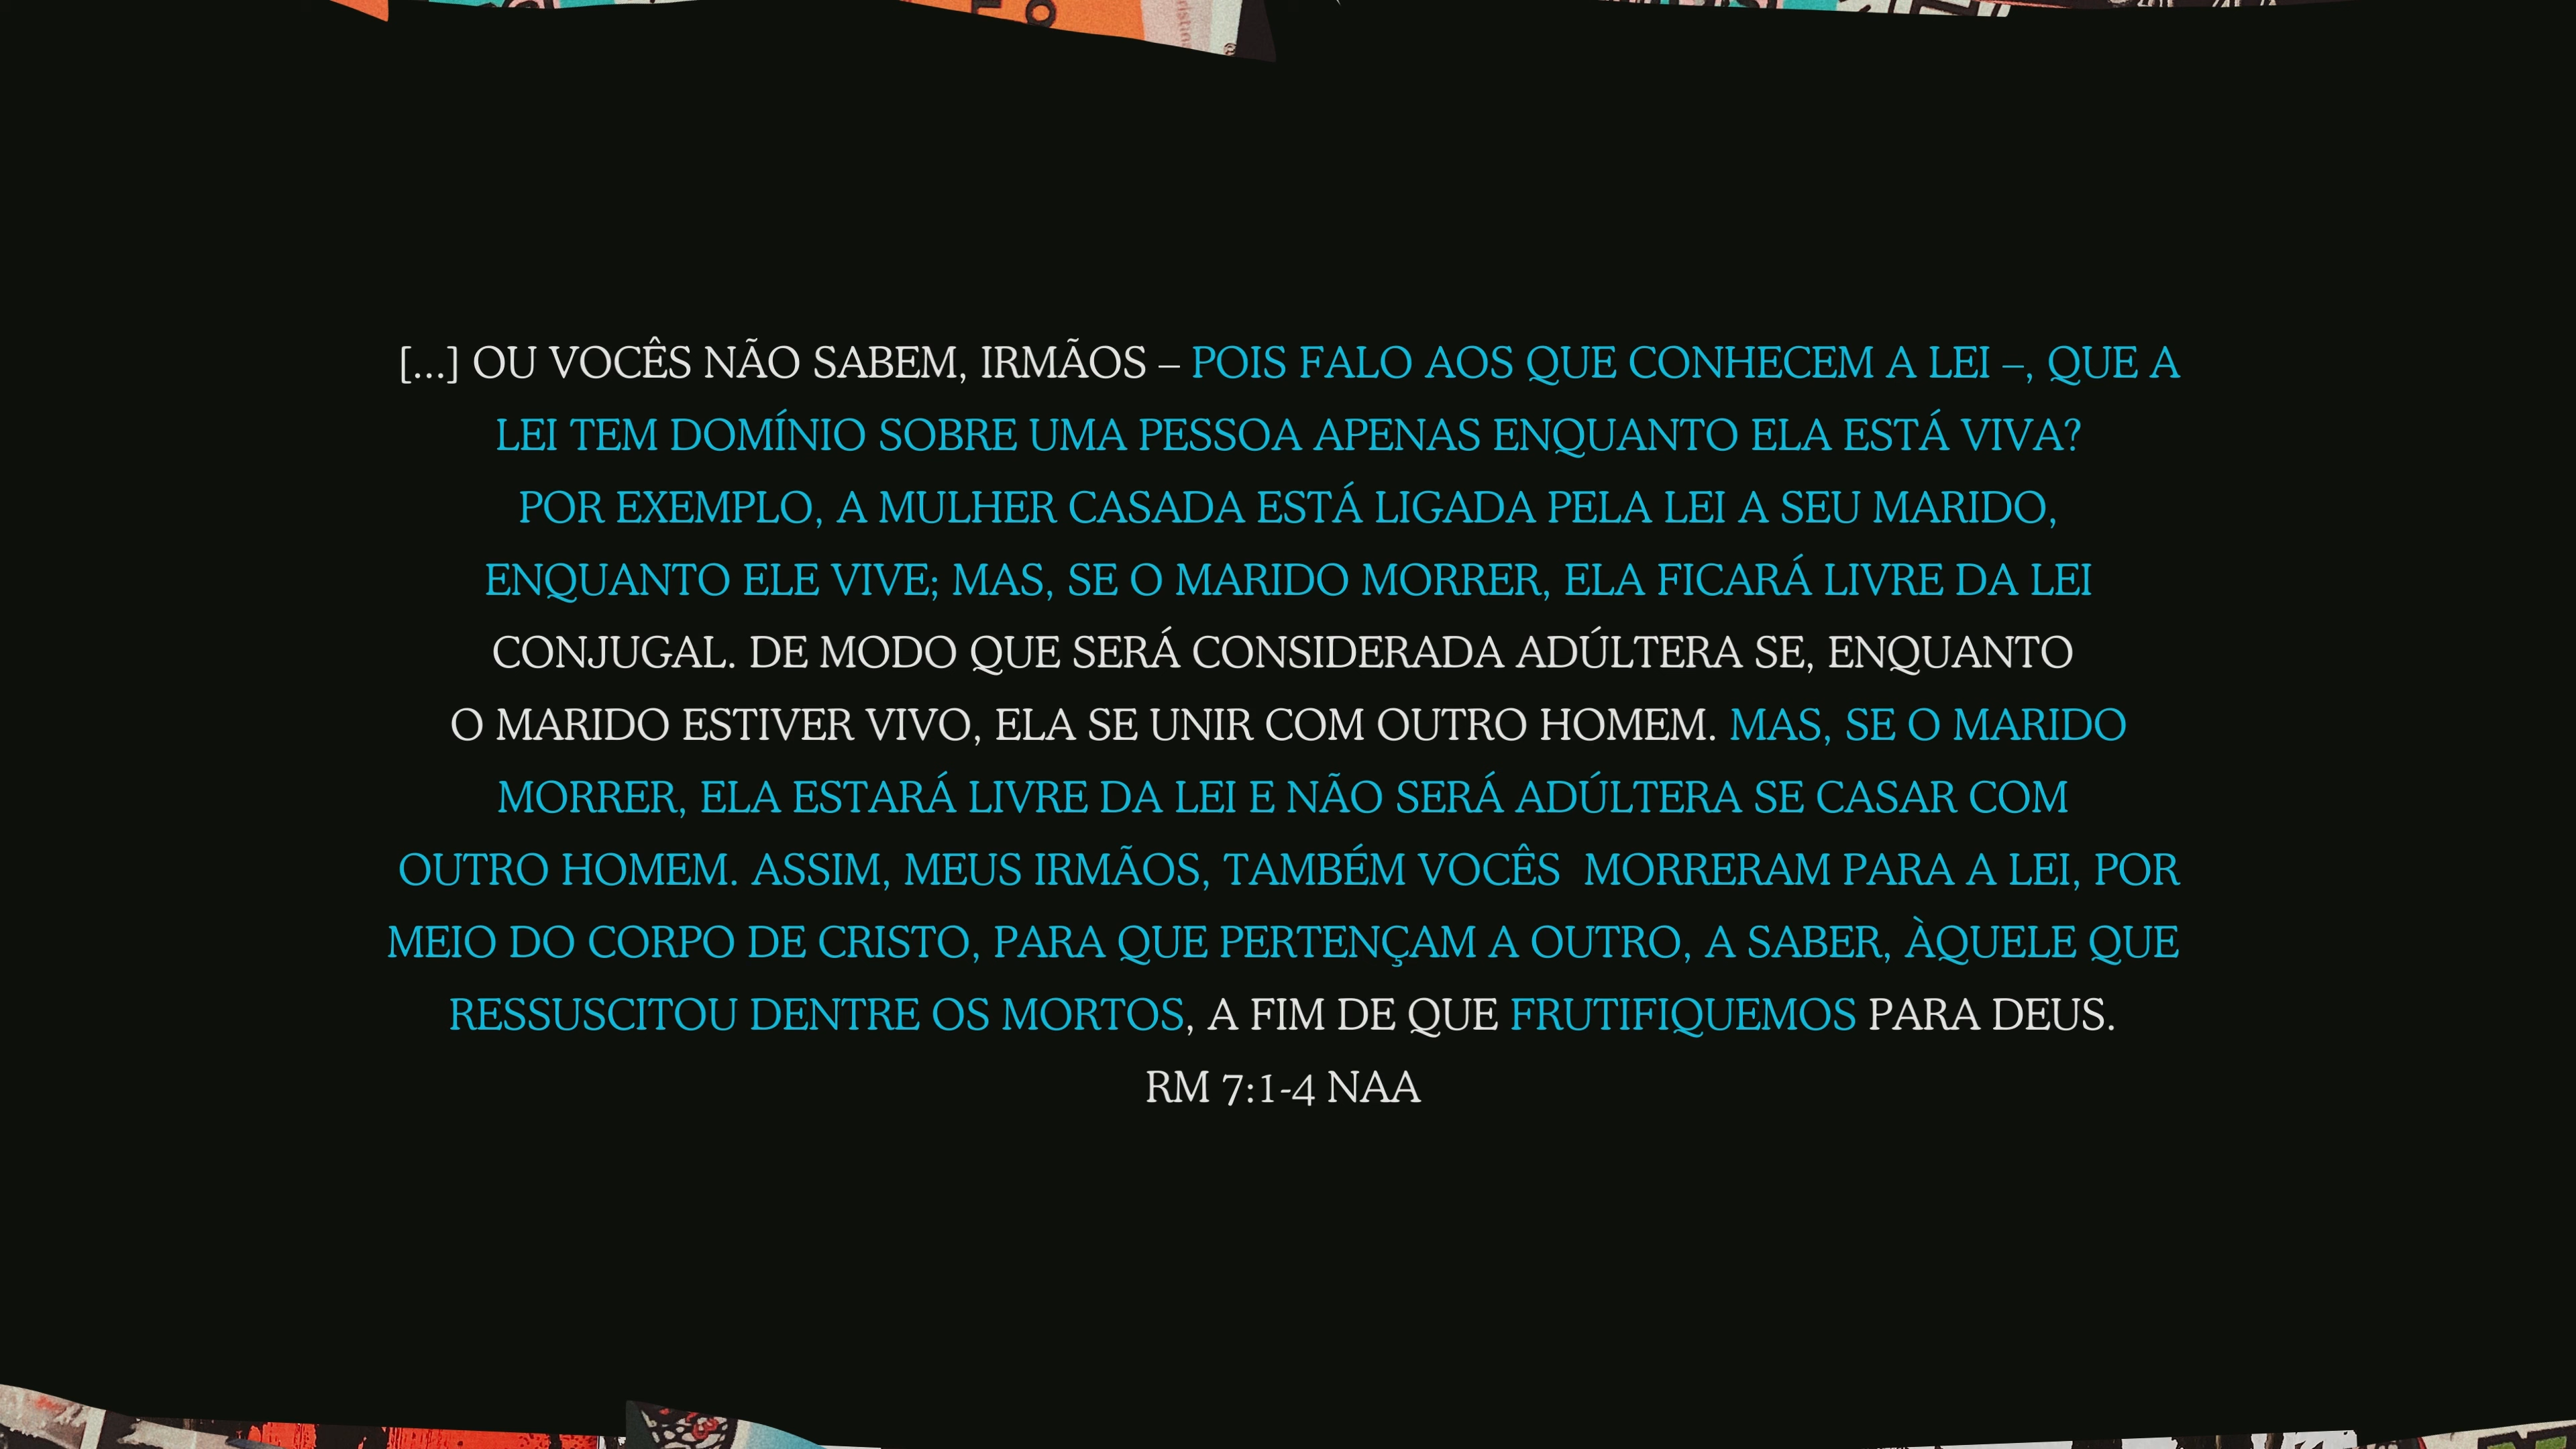 [...] OU VOCÊS NÃO SABEM, IRMÃOS – POIS FALO AOS QUE CONHECEM A LEI –, QUE A
LEI TEM DOMÍNIO SOBRE UMA PESSOA APENAS ENQUANTO ELA ESTÁ VIVA?
POR EXEMPLO, A MULHER CASADA ESTÁ LIGADA PELA LEI A SEU MARIDO,
ENQUANTO ELE VIVE; MAS, SE O MARIDO MORRER, ELA FICARÁ LIVRE DA LEI
CONJUGAL. DE MODO QUE SERÁ CONSIDERADA ADÚLTERA SE, ENQUANTO
O MARIDO ESTIVER VIVO, ELA SE UNIR COM OUTRO HOMEM. MAS, SE O MARIDO
MORRER, ELA ESTARÁ LIVRE DA LEI E NÃO SERÁ ADÚLTERA SE CASAR COM
OUTRO HOMEM. ASSIM, MEUS IRMÃOS, TAMBÉM VOCÊS MORRERAM PARA A LEI, POR
MEIO DO CORPO DE CRISTO, PARA QUE PERTENÇAM A OUTRO, A SABER, ÀQUELE QUE
RESSUSCITOU DENTRE OS MORTOS, A FIM DE QUE FRUTIFIQUEMOS PARA DEUS.
RM 7:1-4 NAA